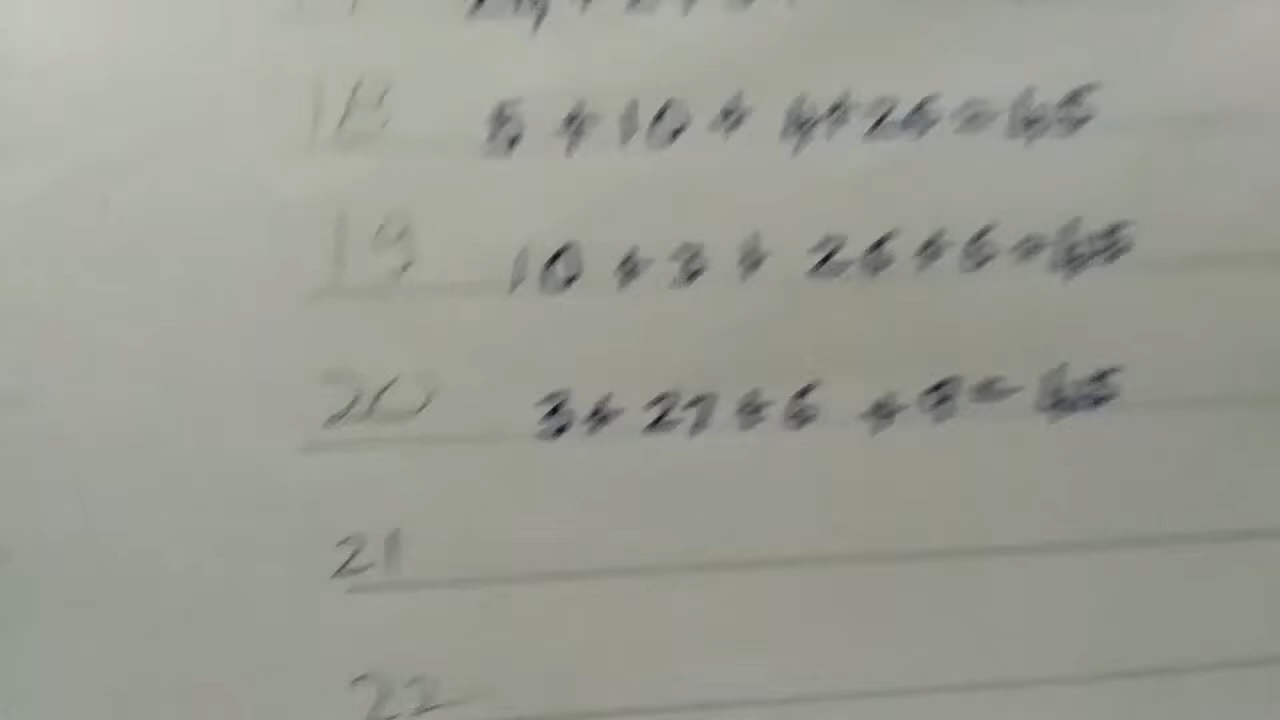 18 5 + 10 + 4 + 26 = 45
19 10 + 3 + 26 + 6 = 45
20 3 + 27 + 6 + 9 = 45
21
22